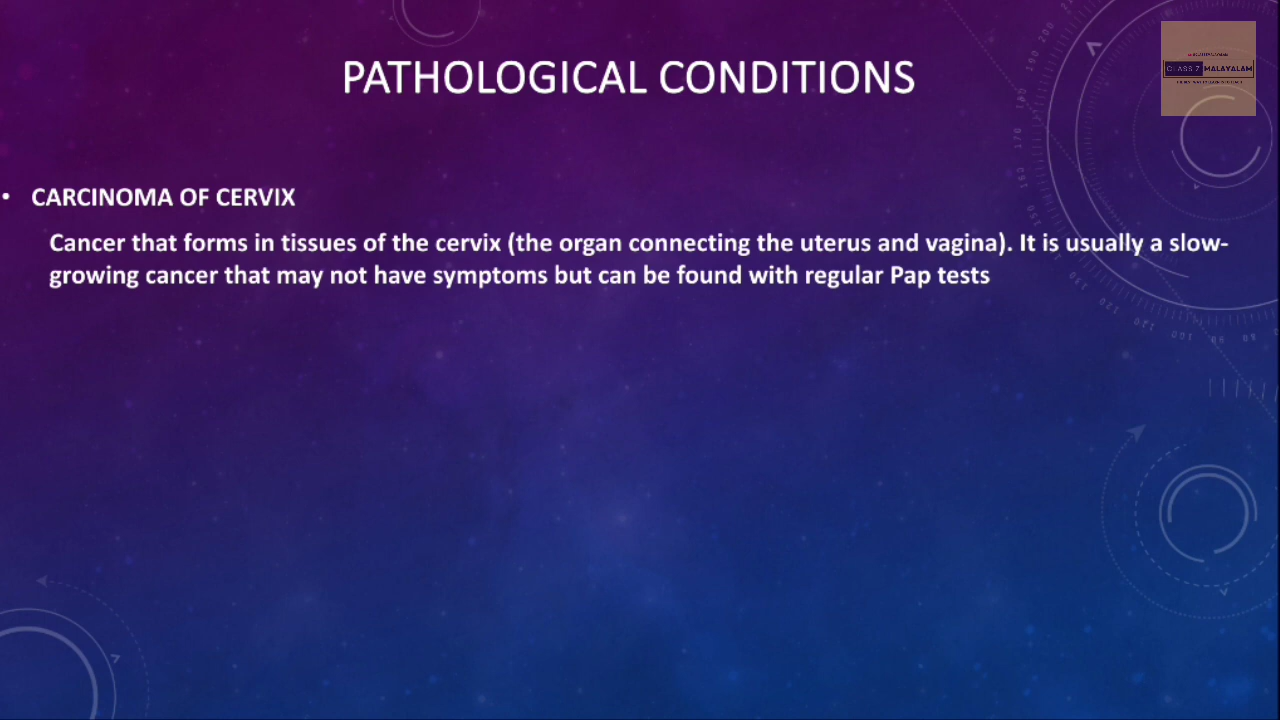 PATHOLOGICAL CONDITIONS
CLASS 7 MALAYALAM
• CARCINOMA OF CERVIX
Cancer that forms in tissues of the cervix (the organ connecting the uterus and vagina). It is usually a slow-
growing cancer that may not have symptoms but can be found with regular Pap tests